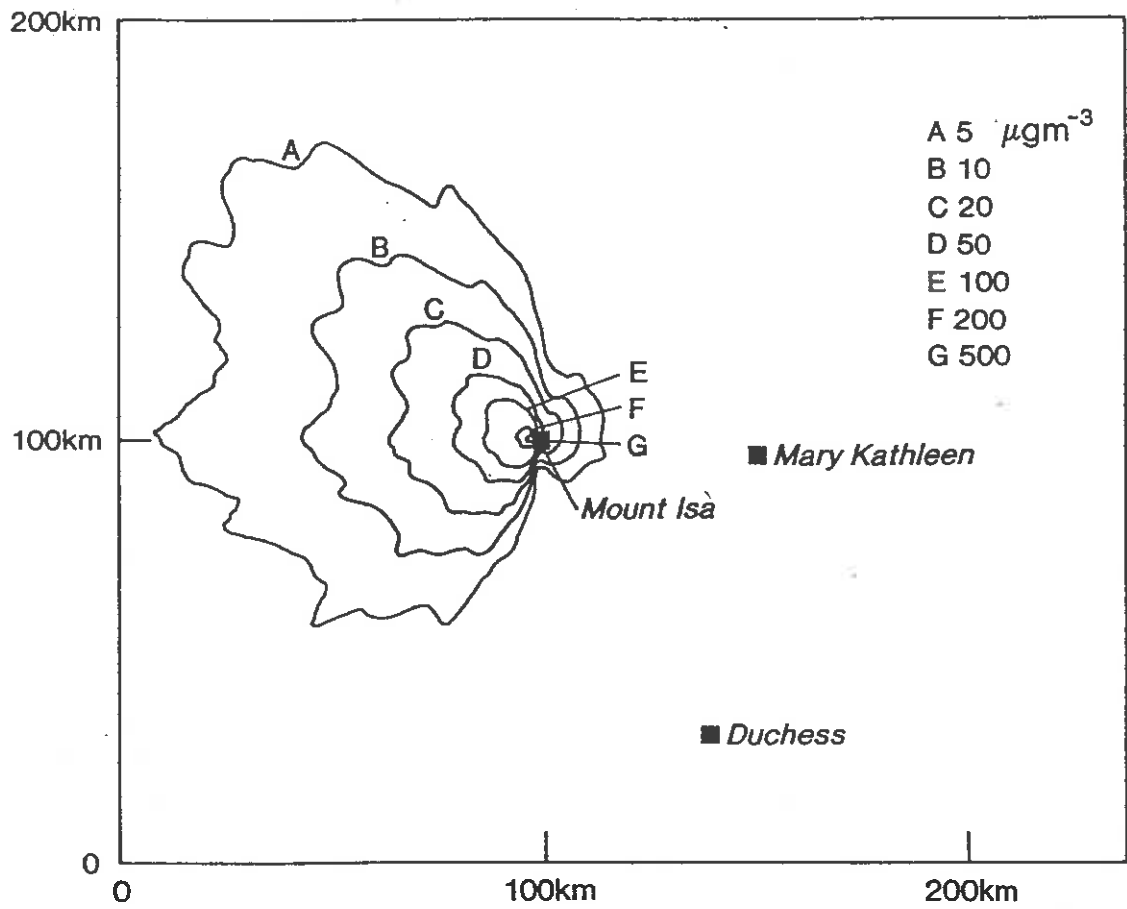 200km
A
A 5 μgm⁻³
B 10
B
C 20
D 50
E 100
C
F 200
D
G 500
E
F
100km
G
Mary Kathleen
Mount Isà
Duchess
0
0
100km
200km